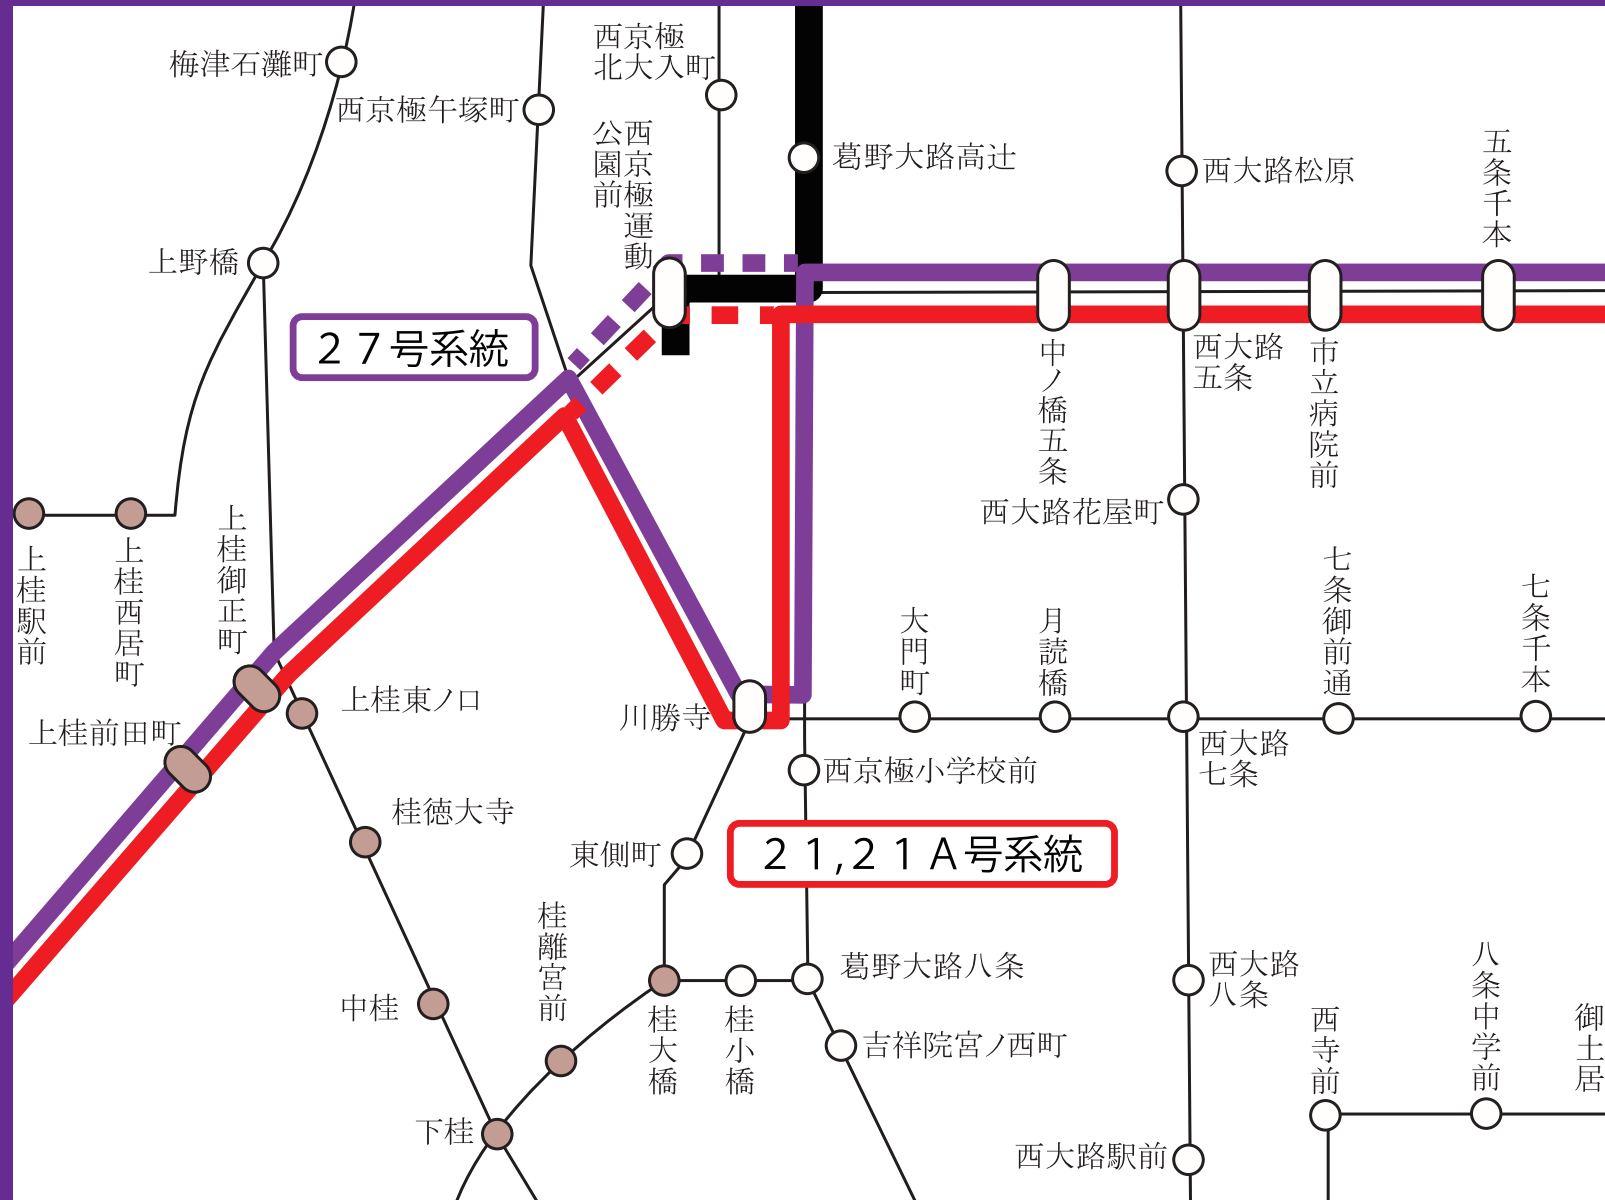 梅津石灘町
西京極
北大入町
西京極午塚町
西京極運動
公園前
葛野大路高辻
西大路松原
五条千本
上野橋
２７号系統
中ノ橋五条
西大路
五条
市立病院前
西大路花屋町
上桂駅前
上桂西居町
上桂御正町
大門町
月読橋
七条御前通
七条千本
上桂東ノ口
上桂前田町
川勝寺
西大路
七条
西京極小学校前
桂徳大寺
東側町
２１,２１Ａ号系統
桂離宮前
葛野大路八条
西大路
八条
八条中学前
中桂
桂大橋
桂小橋
吉祥院宮ノ西町
西寺前
御土居
下桂
西大路駅前